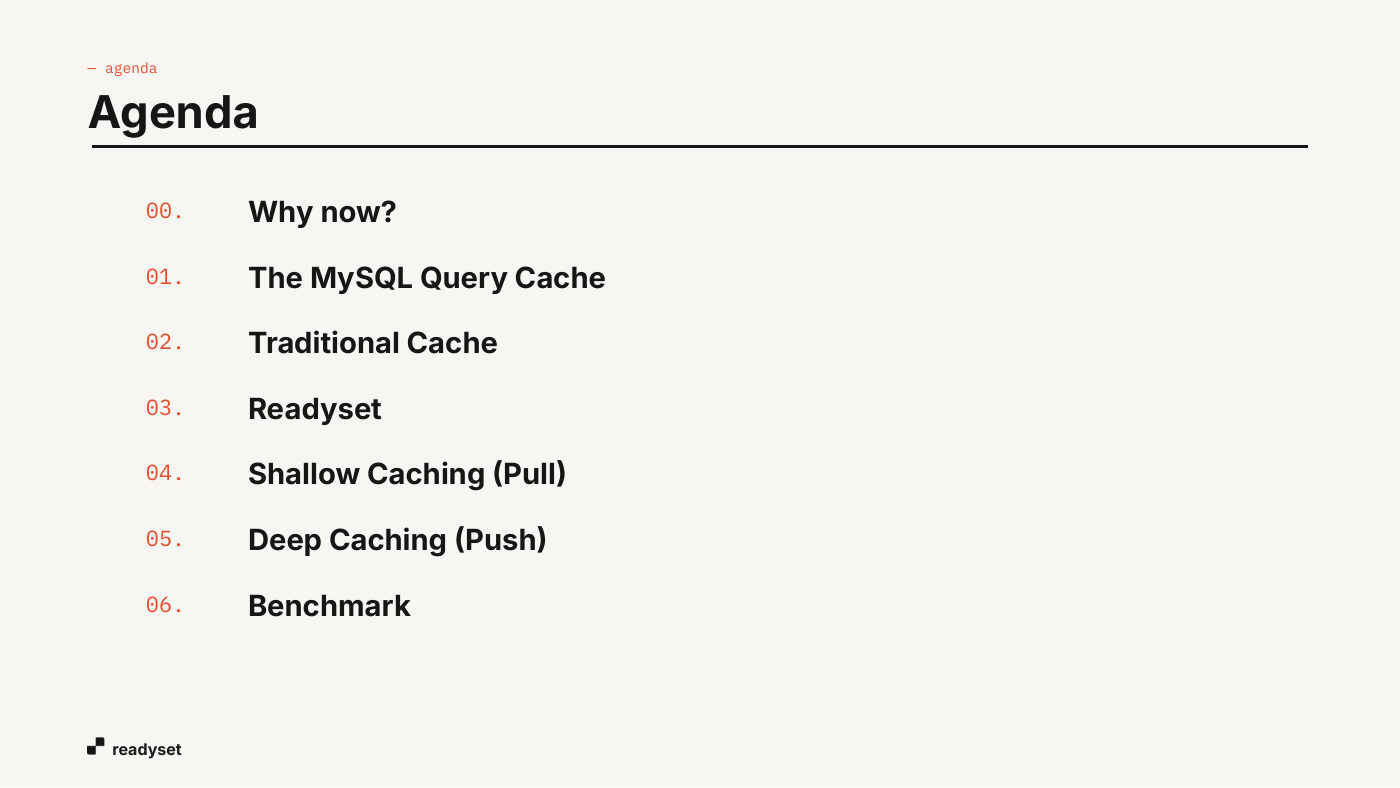 — agenda
Agenda
00. Why now?
01. The MySQL Query Cache
02. Traditional Cache
03. Readyset
04. Shallow Caching (Pull)
05. Deep Caching (Push)
06. Benchmark
readyset